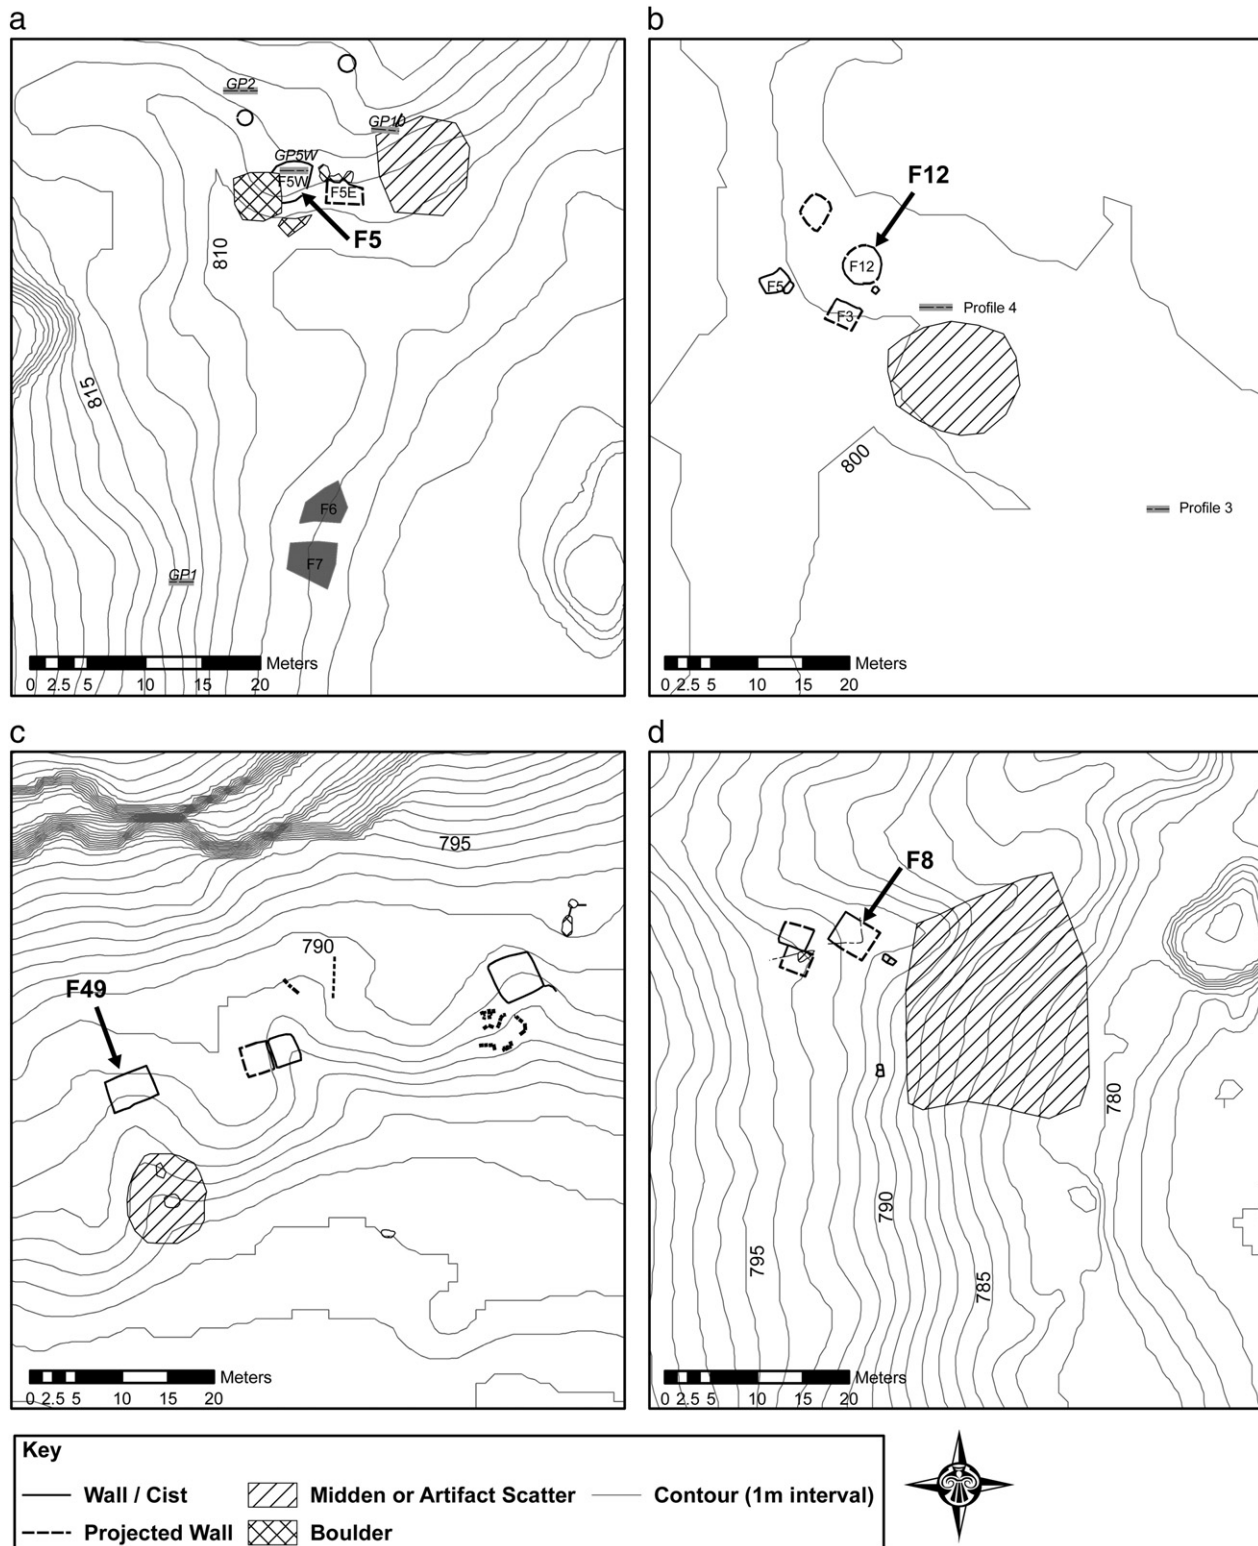 a
GP2
GP10
GP5W
F5W
F5E
F5
810
815
F6
F7
GP1
Meters
0 2.5 5 10 15 20
b
F12
F12
F5
F3
Profile 4
800
Profile 3
Meters
0 2.5 5 10 15 20
c
795
790
F49
Meters
0 2.5 5 10 15 20
d
F8
780
790
795
785
Meters
0 2.5 5 10 15 20
Key
Wall / Cist Midden or Artifact Scatter Contour (1m interval)
Projected Wall Boulder